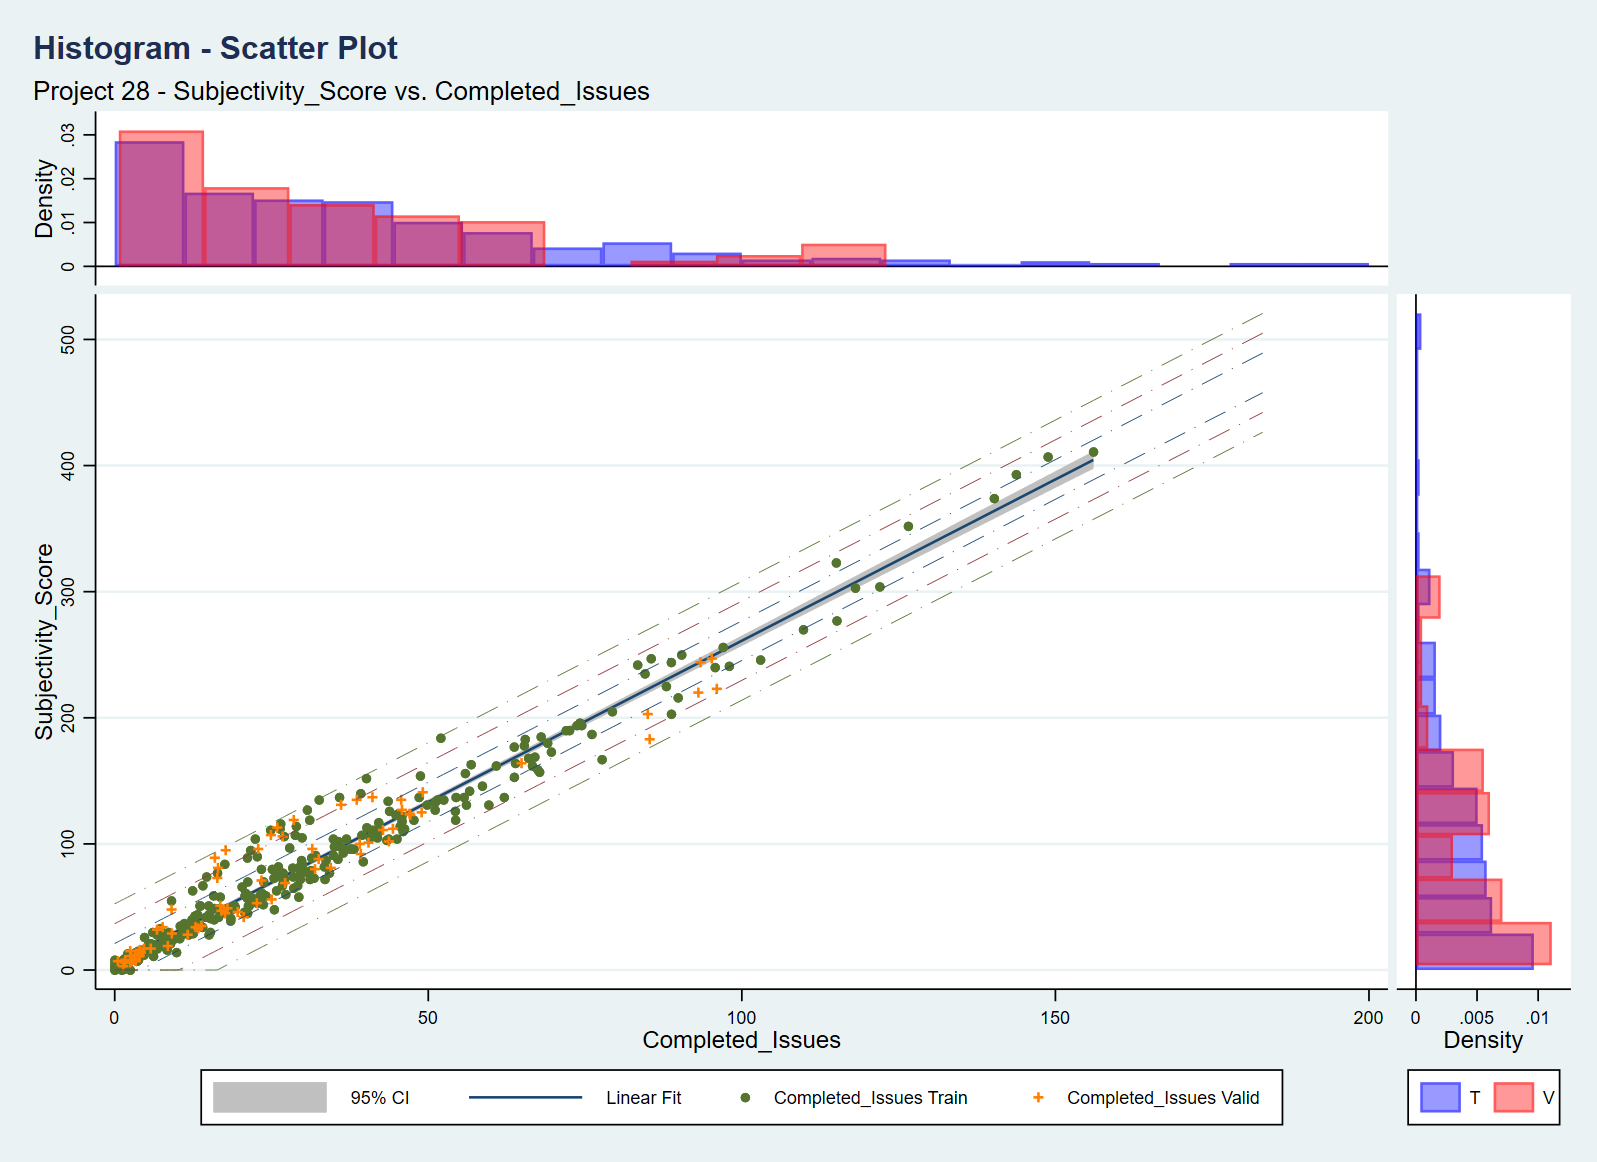 Histogram - Scatter Plot
Project 28 - Subjectivity_Score vs. Completed_Issues
Density
.03
.02
.01
0
Subjectivity_Score
500
400
300
200
100
0
0 50 100 150 200
Completed_Issues
0 .005 .01
Density
95% CI Linear Fit Completed_Issues Train Completed_Issues Valid
T V